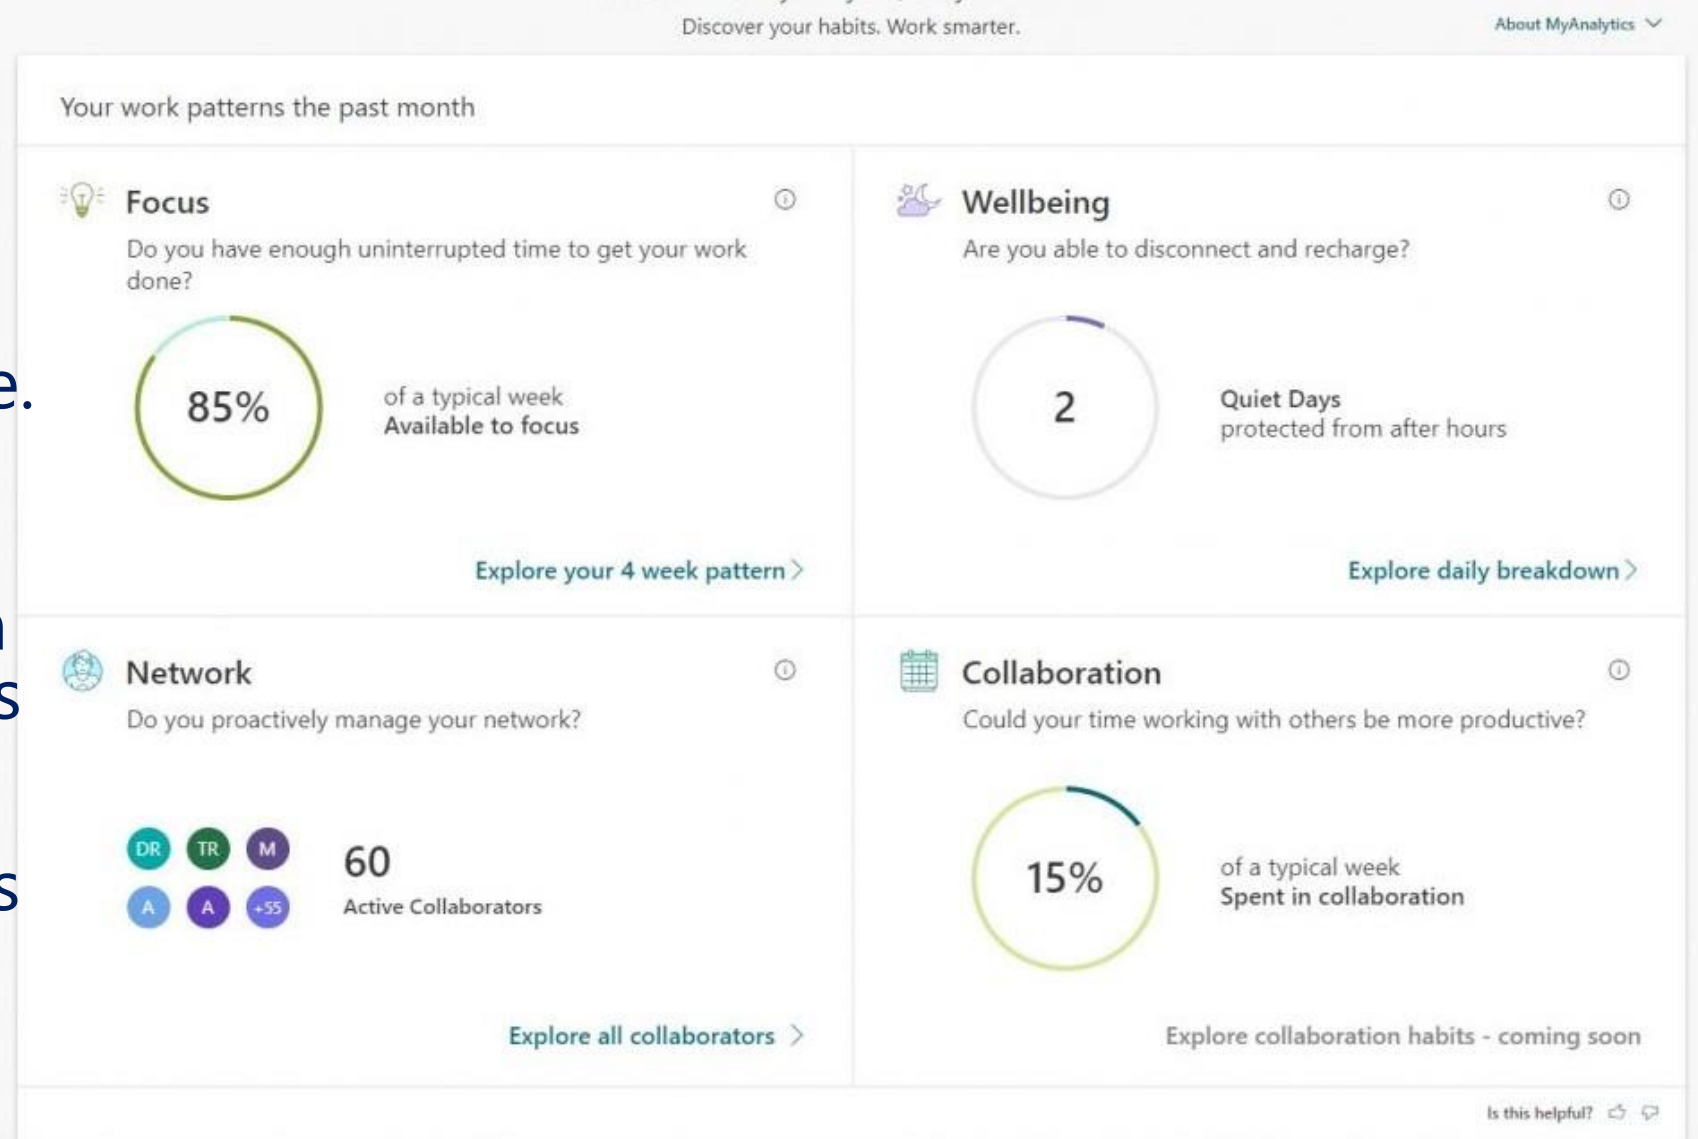 Discover your habits. Work smarter.
About MyAnalytics
Your work patterns the past month
Focus
Do you have enough uninterrupted time to get your work
done?
85%
of a typical week
Available to focus
Explore your 4 week pattern
Wellbeing
Are you able to disconnect and recharge?
2
Quiet Days
protected from after hours
Explore daily breakdown
Network
Do you proactively manage your network?
DR TR M
A A +55
60
Active Collaborators
Explore all collaborators
Collaboration
Could your time working with others be more productive?
15%
of a typical week
Spent in collaboration
Explore collaboration habits - coming soon
Is this helpful?
e.
s
s